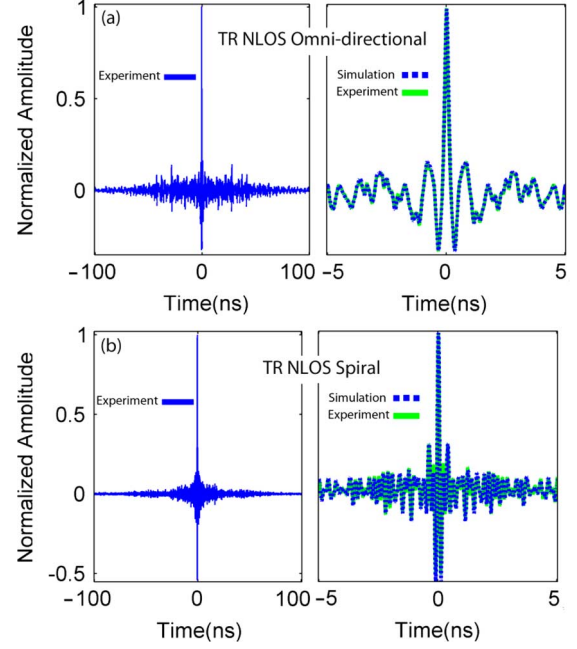 (a)
TR NLOS Omni-directional
Normalized Amplitude
1
0.5
0
Experiment
Simulation
Experiment
−100 0 100
−5 0 5
Time(ns)
Time(ns)
(b)
TR NLOS Spiral
Normalized Amplitude
1
0.5
0
-0.5
Experiment
Simulation
Experiment
−100 0 100
−5 0 5
Time(ns)
Time(ns)